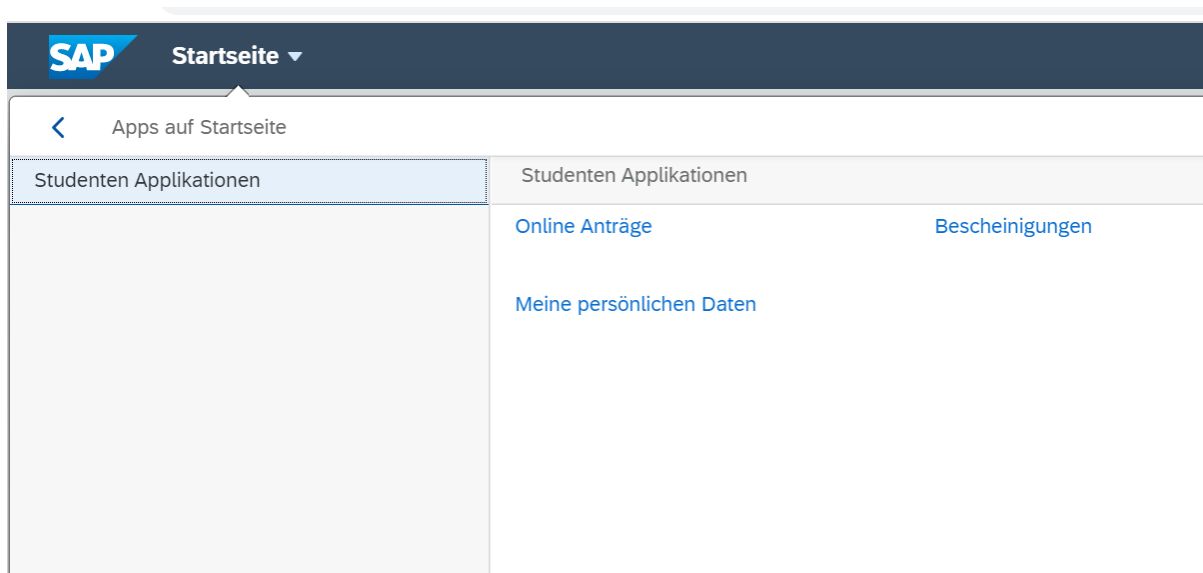 SAP Startseite
Apps auf Startseite
Studenten Applikationen
Studenten Applikationen
Online Anträge
Bescheinigungen
Meine persönlichen Daten